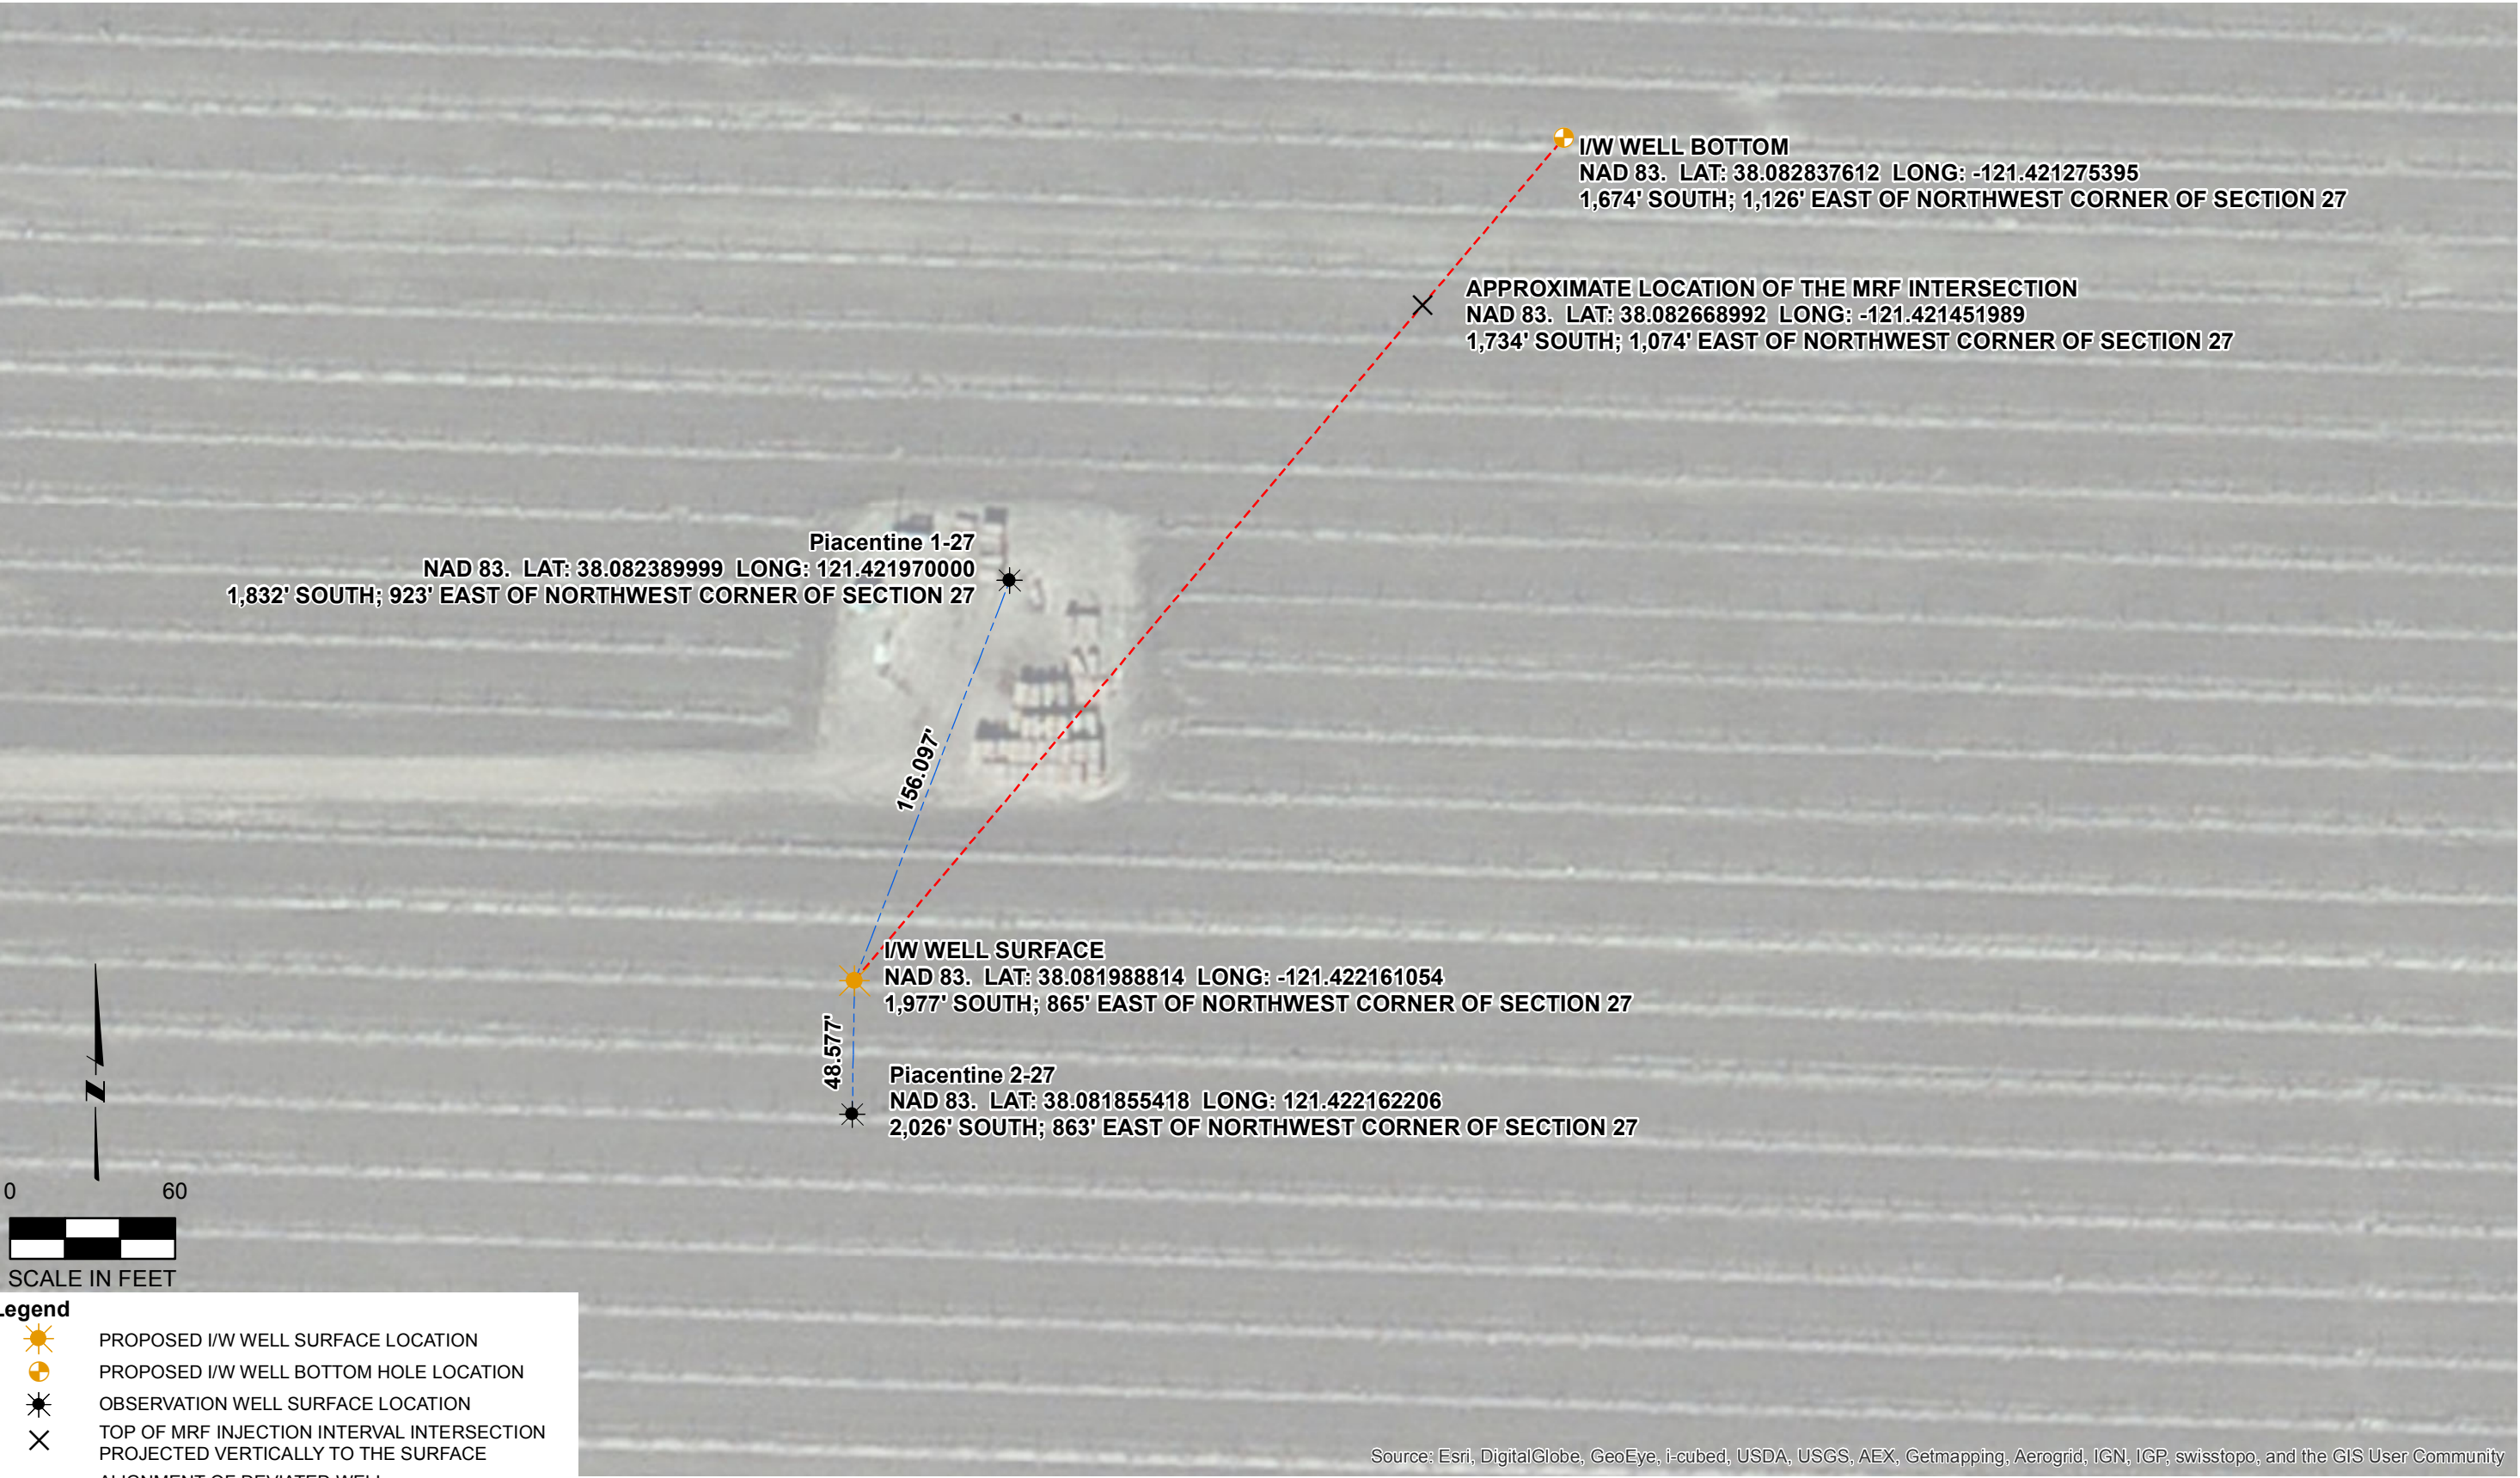 I/W WELL BOTTOM
NAD 83. LAT: 38.082837612 LONG: -121.421275395
1,674' SOUTH; 1,126' EAST OF NORTHWEST CORNER OF SECTION 27
APPROXIMATE LOCATION OF THE MRF INTERSECTION
NAD 83. LAT: 38.082668992 LONG: -121.421451989
1,734' SOUTH; 1,074' EAST OF NORTHWEST CORNER OF SECTION 27
Piacentine 1-27
NAD 83. LAT: 38.082389999 LONG: 121.421970000
1,832' SOUTH; 923' EAST OF NORTHWEST CORNER OF SECTION 27
156.097'
I/W WELL SURFACE
NAD 83. LAT: 38.081988814 LONG: -121.422161054
1,977' SOUTH; 865' EAST OF NORTHWEST CORNER OF SECTION 27
48.577'
Piacentine 2-27
NAD 83. LAT: 38.081855418 LONG: 121.422162206
2,026' SOUTH; 863' EAST OF NORTHWEST CORNER OF SECTION 27
N
0 60
SCALE IN FEET
Legend
PROPOSED I/W WELL SURFACE LOCATION
PROPOSED I/W WELL BOTTOM HOLE LOCATION
OBSERVATION WELL SURFACE LOCATION
TOP OF MRF INJECTION INTERVAL INTERSECTION
PROJECTED VERTICALLY TO THE SURFACE
ALIGNMENT OF DEVIATED WELL
Source: Esri, DigitalGlobe, GeoEye, i-cubed, USDA, USGS, AEX, Getmapping, Aerogrid, IGN, IGP, swisstopo, and the GIS User Community